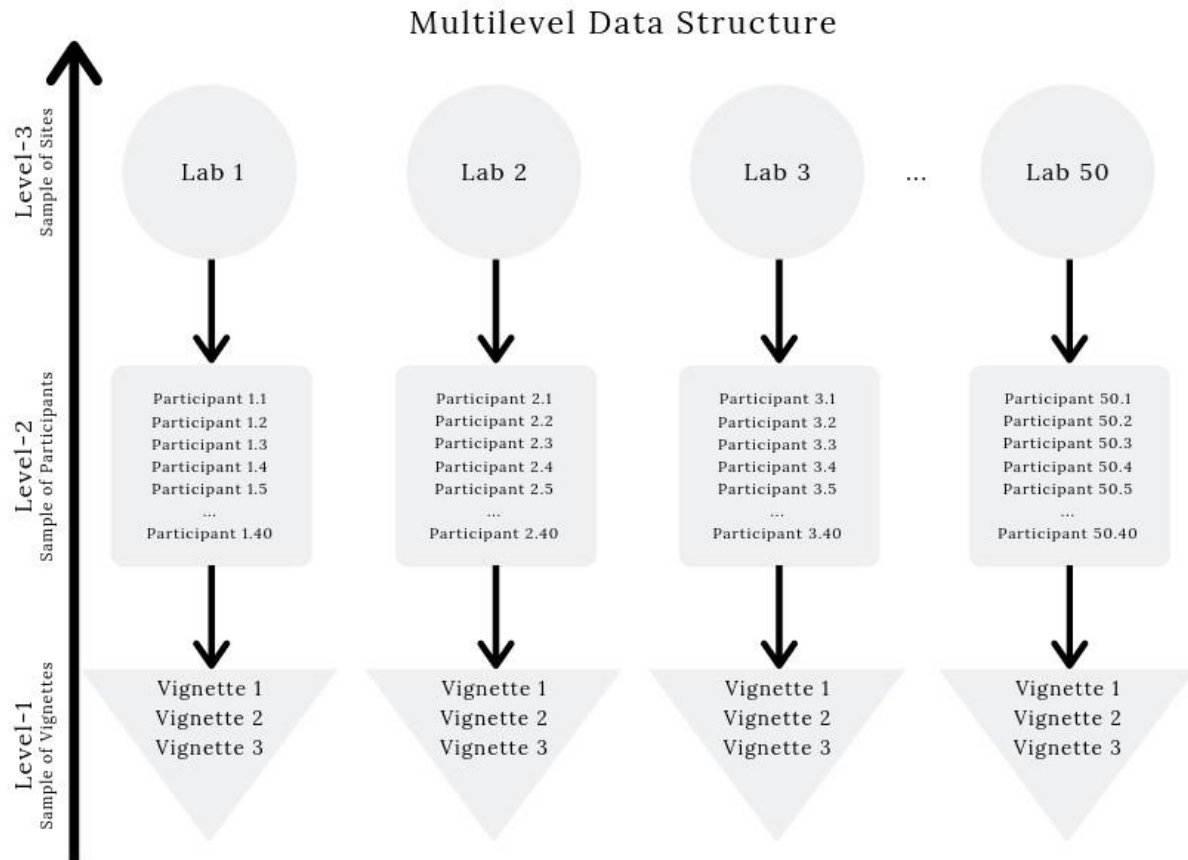 Multilevel Data Structure
Level-3
Sample of Sites
Lab 1
Lab 2
Lab 3
...
Lab 50
Level-2
Sample of Participants
Participant 1.1
Participant 1.2
Participant 1.3
Participant 1.4
Participant 1.5
...
Participant 1.40
Participant 2.1
Participant 2.2
Participant 2.3
Participant 2.4
Participant 2.5
...
Participant 2.40
Participant 3.1
Participant 3.2
Participant 3.3
Participant 3.4
Participant 3.5
...
Participant 3.40
Participant 50.1
Participant 50.2
Participant 50.3
Participant 50.4
Participant 50.5
...
Participant 50.40
Level-1
Sample of Vignettes
Vignette 1
Vignette 2
Vignette 3
Vignette 1
Vignette 2
Vignette 3
Vignette 1
Vignette 2
Vignette 3
Vignette 1
Vignette 2
Vignette 3